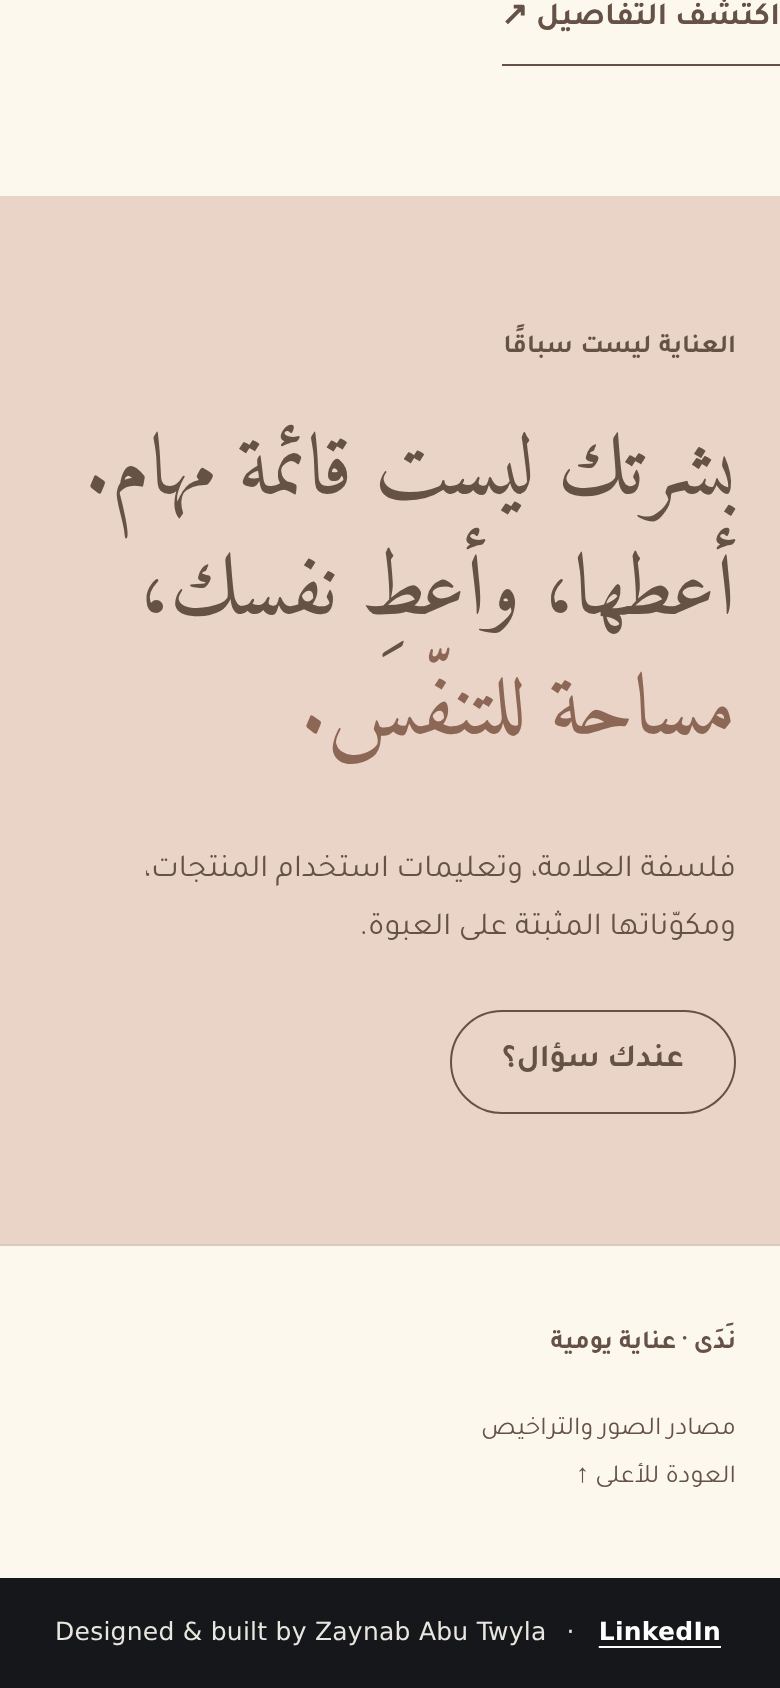 اكتشف التفاصيل ↗
العناية ليست سباقًا
بشرتك ليست قائمة مهام.
أعطها، وأعطِ نفسك،
مساحة للتنفّس.
فلسفة العلامة، وتعليمات استخدام المنتجات،
ومكوّناتها المثبتة على العبوة.
عندك سؤال؟
نَدَى · عناية يومية
مصادر الصور والتراخيص
العودة للأعلى ↑
Designed & built by Zaynab Abu Twyla · LinkedIn